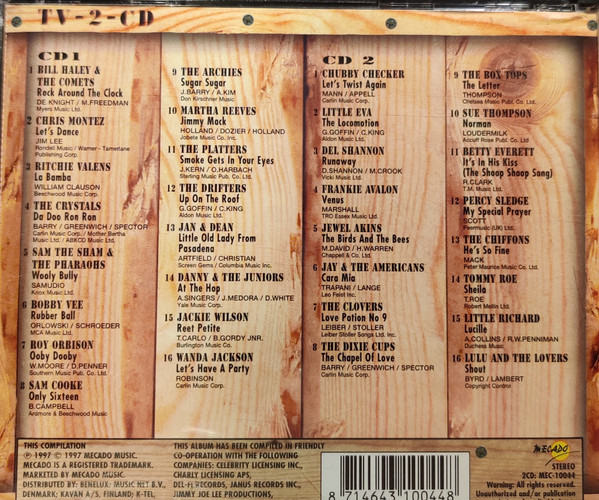 TV-2-CD
CD 1
1 BILL HALEY &
THE COMETS
Rock Around The Clock
DE KNIGHT / M.FREEDMAN
Myers Music Ltd.
2 CHRIS MONTEZ
Let's Dance
JIM LEE
Rondell Music / Warner - Tamerlane
Publishing Corp.
3 RITCHIE VALENS
La Bamba
WILLIAM CLAUSON
Beechwood Music Corp.
4 THE CRYSTALS
Da Doo Ron Ron
BARRY / GREENWICH / SPECTOR
Carlin Music Corp. / Mother Bertha
Music Ltd. / ABKCO Music Ltd.
5 SAM THE SHAM &
THE PHARAOHS
Wooly Bully
SAMUDIO
Knox Music Ltd.
6 BOBBY VEE
Rubber Ball
ORLOWSKI / SCHROEDER
MCA Music Ltd.
7 ROY ORBISON
Ooby Dooby
W.MOORE / D.PENNER
Southern Music Pub. Co. Ltd.
8 SAM COOKE
Only Sixteen
B.CAMPBELL
Ardmore & Beechwood Music
9 THE ARCHIES
Sugar Sugar
J.BARRY / A.KIM
Don Kirschner Music
10 MARTHA REEVES
Jimmy Mack
HOLLAND / DOZIER / HOLLAND
Jobete Music Co. Inc.
11 THE PLATTERS
Smoke Gets In Your Eyes
J.KERN / O.HARBACH
Sterling Music Pub. Co. Ltd.
12 THE DRIFTERS
Up On The Roof
G.GOFFIN / C.KING
Aldon Music Ltd.
13 JAN & DEAN
Little Old Lady From
Pasadena
ARTFIELD / CHRISTIAN
Screen Gems / Columbia Music Inc.
14 DANNY & THE JUNIORS
At The Hop
A.SINGERS / J.MEDORA / D.WHITE
Yale Music Corp.
15 JACKIE WILSON
Reet Petite
T.CARLO / B.GORDY JNR.
Burlington Music Co.
16 WANDA JACKSON
Let's Have A Party
ROBINSON
Carlin Music Corp.
CD 2
1 CHUBBY CHECKER
Let's Twist Again
MANN / APPELL
Carlin Music Corp.
2 LITTLE EVA
The Locomotion
G.GOFFIN / C.KING
Aldon Music Ltd.
3 DEL SHANNON
Runaway
D.SHANNON / M.CROOK
Vicki Music Ltd.
4 FRANKIE AVALON
Venus
MARSHALL
TRO Essex Music Ltd.
5 JEWEL AKINS
The Birds And The Bees
M.DAVID / H.WARREN
Chappell & Co. Ltd.
6 JAY & THE AMERICANS
Cara Mia
TRAPANI / LANGE
Leo Feist Inc.
7 THE CLOVERS
Love Potion No 9
LEIBER / STOLLER
Leiber Stoller Songs Ltd. Inc.
8 THE DIXIE CUPS
The Chapel Of Love
BARRY / GREENWICH / SPECTOR
Carlin Music Corp.
9 THE BOX TOPS
The Letter
THOMPSON
Chelsea Music Pub. Co. Ltd.
10 SUE THOMPSON
Norman
LOUDERMILK
Accuff Rose Publ. Co. Ltd.
11 BETTY EVERETT
It's In His Kiss
(The Shoop Shoop Song)
R.CLARK
T.M. Music Ltd.
12 PERCY SLEDGE
My Special Prayer
SCOTT
Peermusic (UK) Ltd.
13 THE CHIFFONS
He's So Fine
MACK
Peter Maurice Music Co. Ltd.
14 TOMMY ROE
Sheila
T.ROE
Robert Mellin Ltd.
15 LITTLE RICHARD
Lucille
A.COLLINS / R.W.PENNIMAN
Duchess Music Ltd.
16 LULU AND THE LOVERS
Shout
BYRD / LAMBERT
Copyright Control
THIS COMPILATION
℗ 1997 © 1997 MECADO MUSIC.
MECADO IS A REGISTERED TRADEMARK.
MARKETED BY MECADO MUSIC.
DISTRIBUTED BY: BENELUX: MUSIC NET B.V.,
DENMARK: KAVAN A/S, FINLAND: K-TEL,
THIS ALBUM HAS BEEN COMPILED IN FRIENDLY
CO-OPERATION WITH THE FOLLOWING
COMPANIES: CELEBRITY LICENSING INC.,
CHARLY LICENSING APS,
DEL-FI RECORDS, JANUS RECORDS INC.,
JIMMY JOE LEE PRODUCTIONS,
8 714643 100448
MECADO
STEREO
2CD: MEC-10044
Warning: All rights reserved.
Unauthorized duplication or